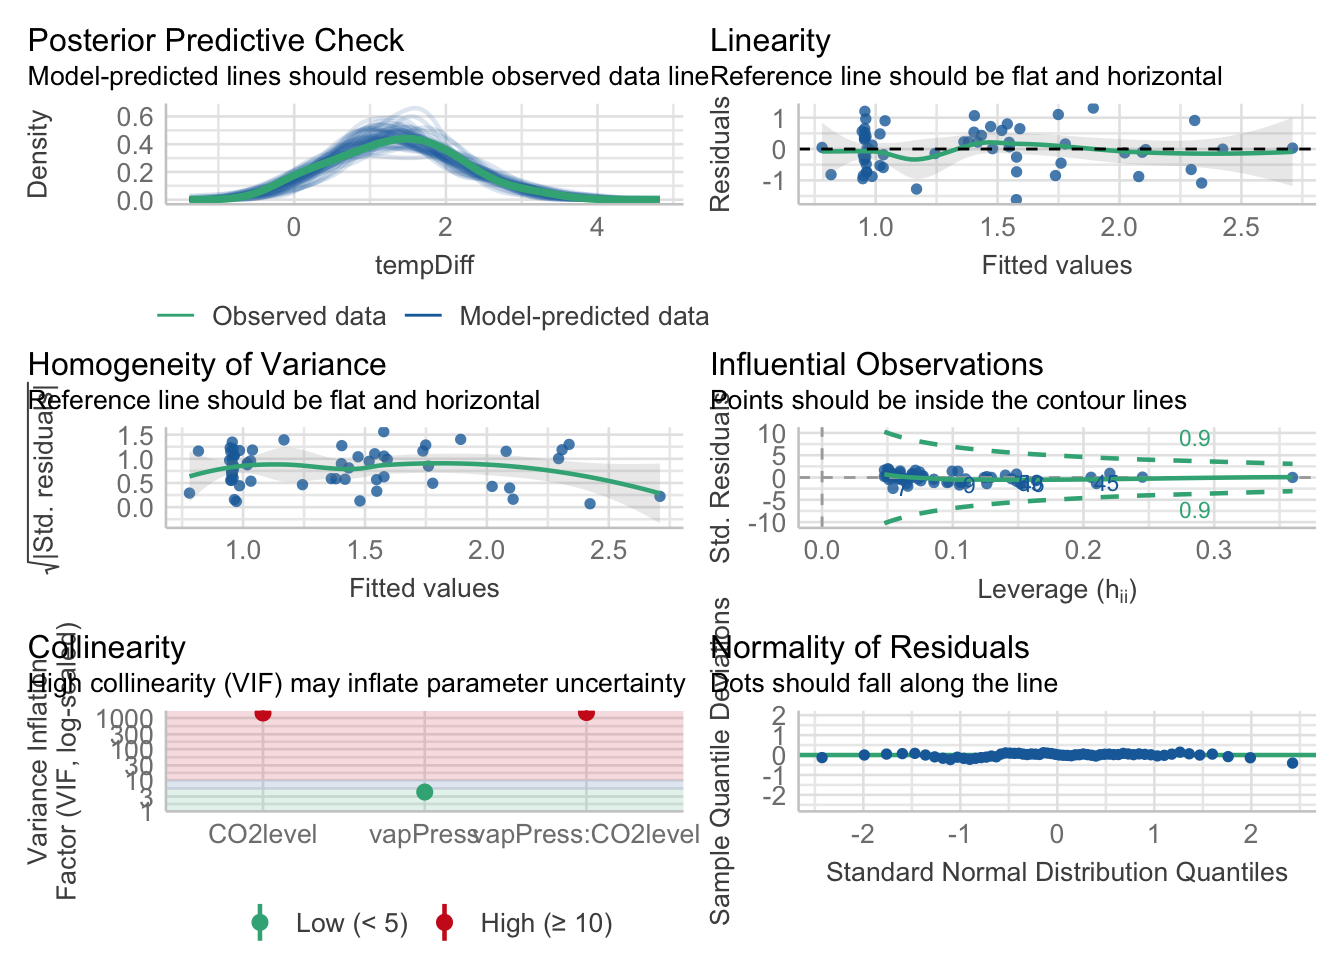 Posterior Predictive Check
Model-predicted lines should resemble observed data line
Density
0.6
0.4
0.2
0.0
0
2
4
tempDiff
Observed data
Model-predicted data
Linearity
Reference line should be flat and horizontal
Residuals
1
0
-1
1.0
1.5
2.0
2.5
Fitted values
Homogeneity of Variance
Reference line should be flat and horizontal
√|Std. residuals|
1.5
1.0
0.5
0.0
1.0
1.5
2.0
2.5
Fitted values
Influential Observations
Points should be inside the contour lines
Std. Residuals
10
5
0
-5
-10
0.9
0.9
45
0.0
0.1
0.2
0.3
Leverage (hii)
Collinearity
High collinearity (VIF) may inflate parameter uncertainty
Variance Inflation
Factor (VIF, log-scaled)
1000
300
100
30
10
3
1
CO2level
vapPress
vapPress:CO2level
Low (< 5)
High (≥ 10)
Normality of Residuals
Dots should fall along the line
Sample Quantile Deviations
2
1
0
-1
-2
-2
-1
0
1
2
Standard Normal Distribution Quantiles